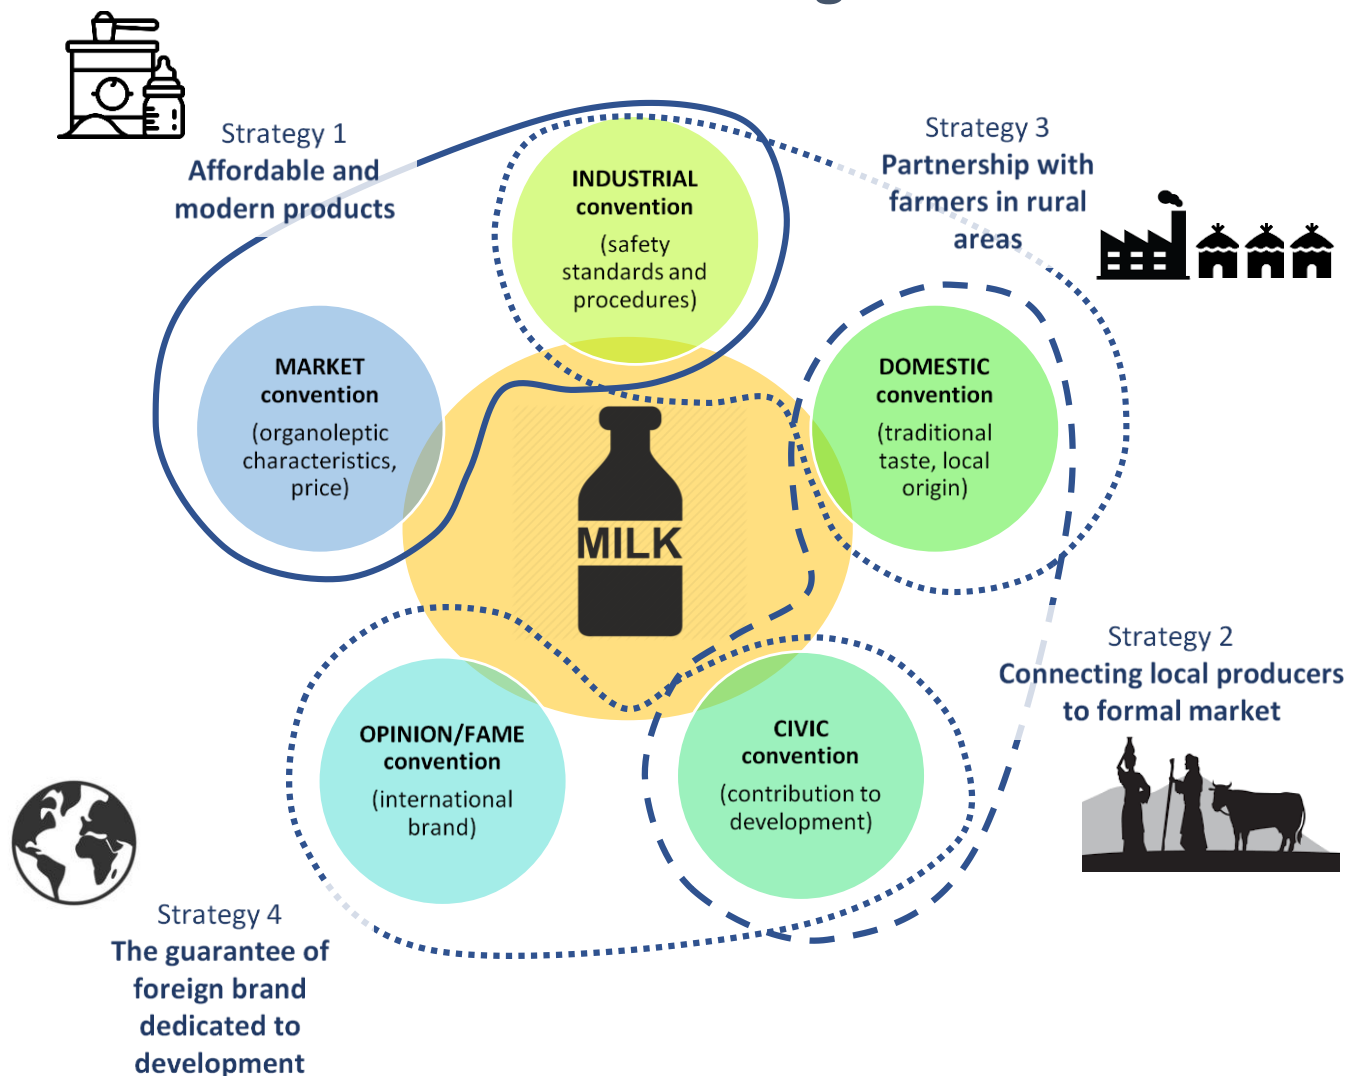 Strategy 1
Affordable and
modern products
Strategy 3
Partnership with
farmers in rural
areas
INDUSTRIAL
convention
(safety
standards and
procedures)
MARKET
convention
(organoleptic
characteristics,
price)
DOMESTIC
convention
(traditional
taste, local
origin)
MILK
Strategy 2
Connecting local producers
to formal market
OPINION/FAME
convention
(international
brand)
CIVIC
convention
(contribution to
development)
Strategy 4
The guarantee of
foreign brand
dedicated to
development